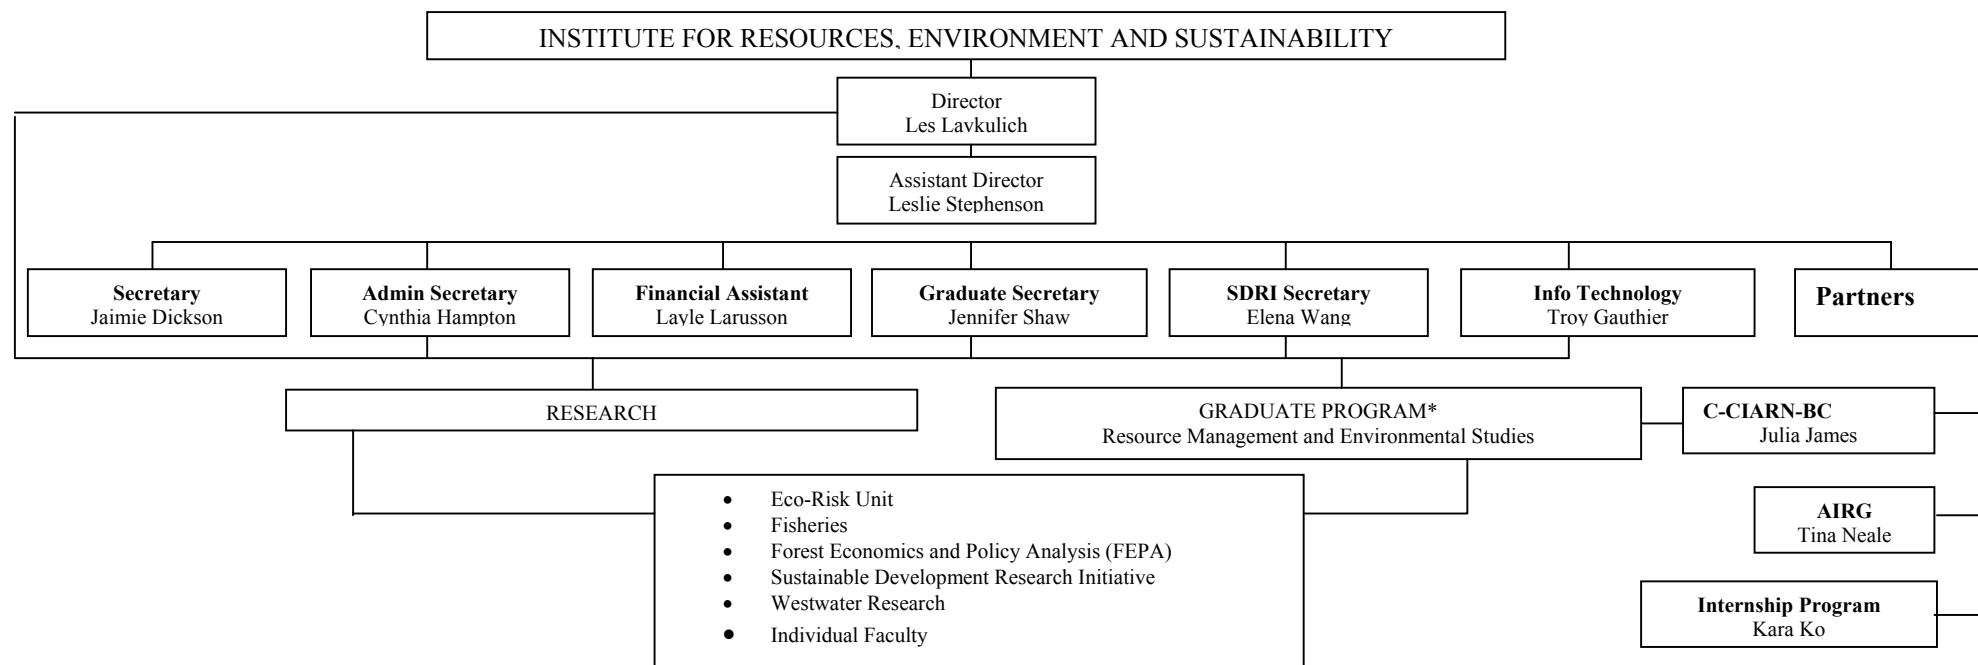 INSTITUTE FOR RESOURCES, ENVIRONMENT AND SUSTAINABILITY
Director
Les Lavkulich
Assistant Director
Leslie Stephenson
Secretary
Jaimie Dickson
Admin Secretary
Cynthia Hampton
Financial Assistant
Layle Larusson
Graduate Secretary
Jennifer Shaw
SDRI Secretary
Elena Wang
Info Technology
Troy Gauthier
Partners
RESEARCH
GRADUATE PROGRAM*
Resource Management and Environmental Studies
C-CIARN-BC
Julia James
• Eco-Risk Unit
• Fisheries
• Forest Economics and Policy Analysis (FEPA)
• Sustainable Development Research Initiative
• Westwater Research
• Individual Faculty
AIRG
Tina Neale
Internship Program
Kara Ko